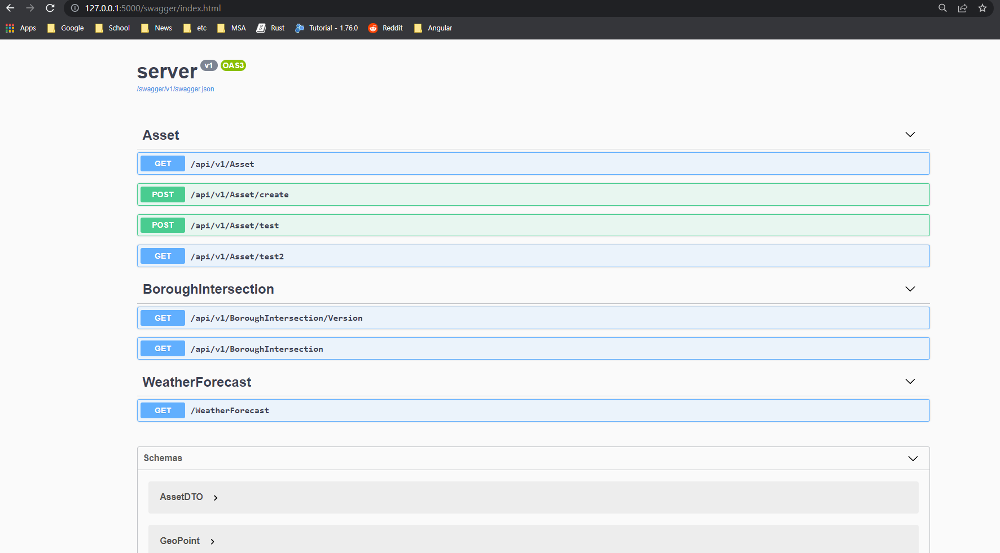 127.0.0.1:5000/swagger/index.html
Apps Google School News etc MSA Rust Tutorial - 1.76.0 Reddit Angular
server v1 OAS3
/swagger/v1/swagger.json
Asset
GET /api/v1/Asset
POST /api/v1/Asset/create
POST /api/v1/Asset/test
GET /api/v1/Asset/test2
BoroughIntersection
GET /api/v1/BoroughIntersection/Version
GET /api/v1/BoroughIntersection
WeatherForecast
GET /WeatherForecast
Schemas
AssetDTO
GeoPoint